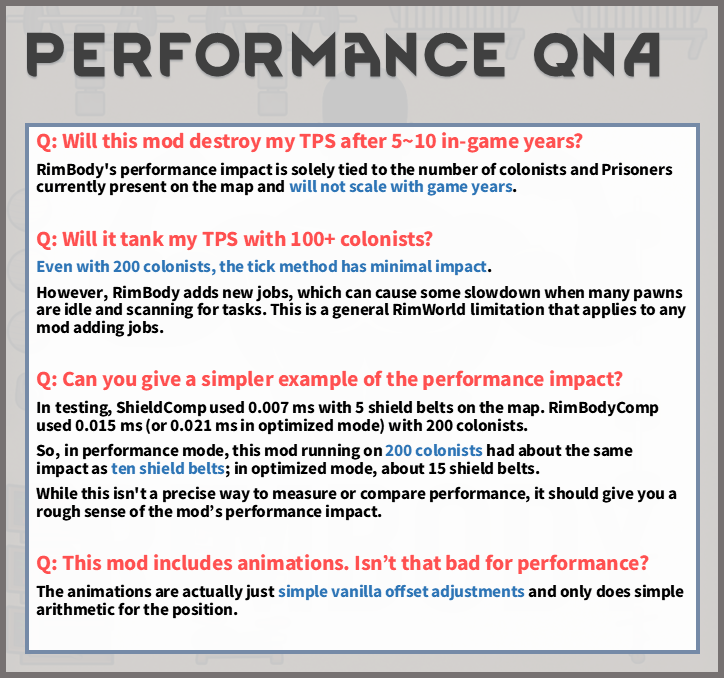 PERFORMANCE QNA
Q: Will this mod destroy my TPS after 5~10 in-game years?
RimBody's performance impact is solely tied to the number of colonists and Prisoners
currently present on the map and will not scale with game years.
Q: Will it tank my TPS with 100+ colonists?
Even with 200 colonists, the tick method has minimal impact.
However, RimBody adds new jobs, which can cause some slowdown when many pawns
are idle and scanning for tasks. This is a general RimWorld limitation that applies to any
mod adding jobs.
Q: Can you give a simpler example of the performance impact?
In testing, ShieldComp used 0.007 ms with 5 shield belts on the map. RimBodyComp
used 0.015 ms (or 0.021 ms in optimized mode) with 200 colonists.
So, in performance mode, this mod running on 200 colonists had about the same
impact as ten shield belts; in optimized mode, about 15 shield belts.
While this isn't a precise way to measure or compare performance, it should give you a
rough sense of the mod’s performance impact.
Q: This mod includes animations. Isn’t that bad for performance?
The animations are actually just simple vanilla offset adjustments and only does simple
arithmetic for the position.